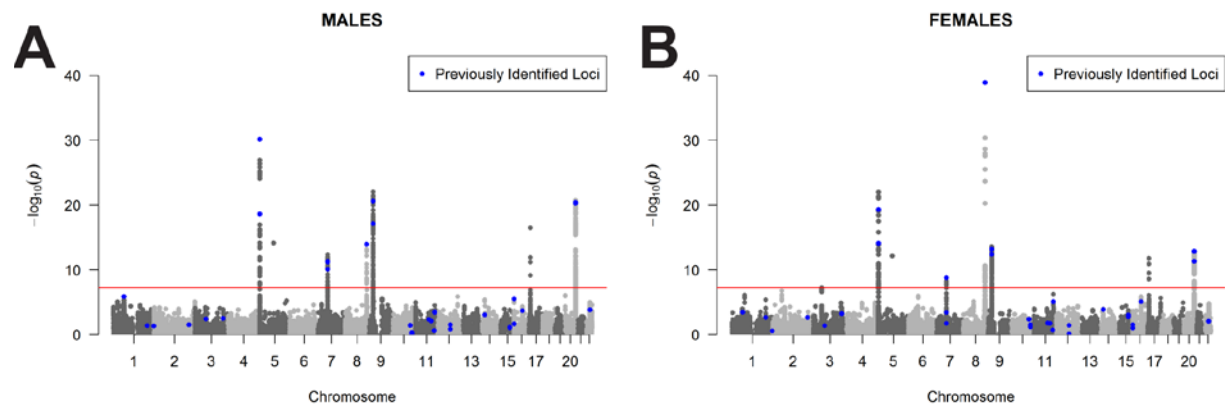 A
MALES
Previously Identified Loci
40
30
20
10
0
−log10(p)
1 2 3 4 5 6 7 8 9 11 13 15 17 20
Chromosome
B
FEMALES
Previously Identified Loci
40
30
20
10
0
−log10(p)
1 2 3 4 5 6 7 8 9 11 13 15 17 20
Chromosome